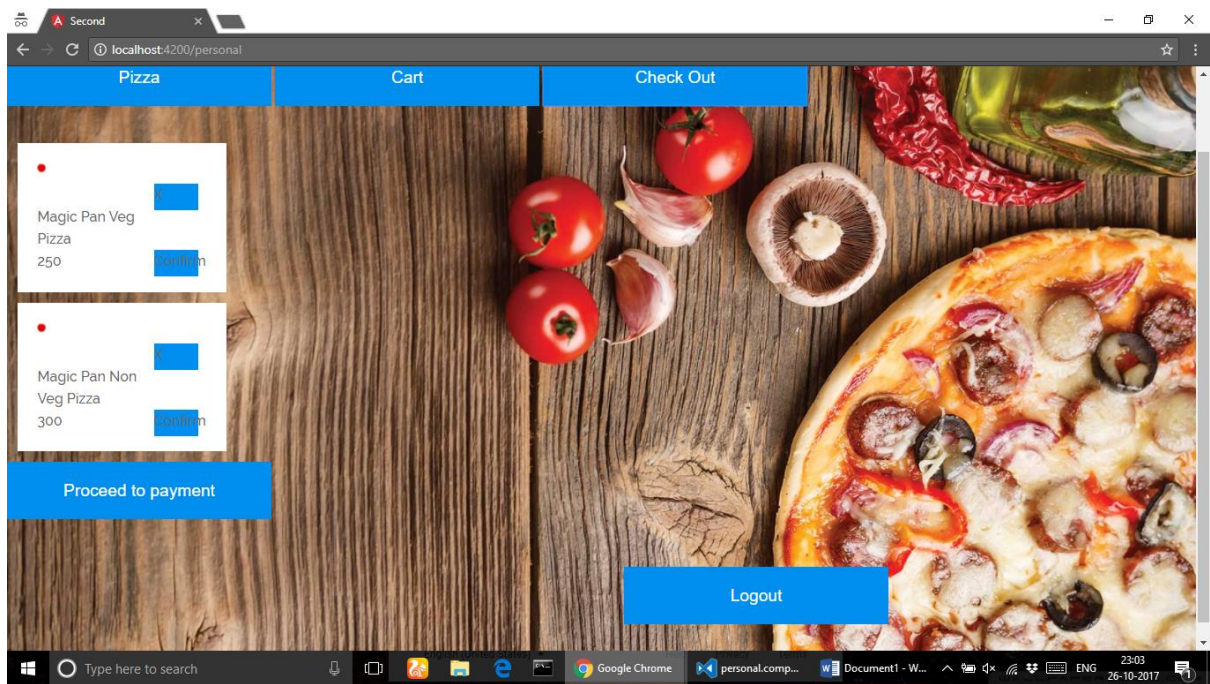 Second
localhost:4200/personal
Pizza Cart Check Out
X
Magic Pan Veg
Pizza
250 Confirm
X
Magic Pan Non
Veg Pizza
300 Confirm
Proceed to payment
Logout
Type here to search
Google Chrome
personal.comp...
Document1 - W...
ENG
23:03
26-10-2017
1